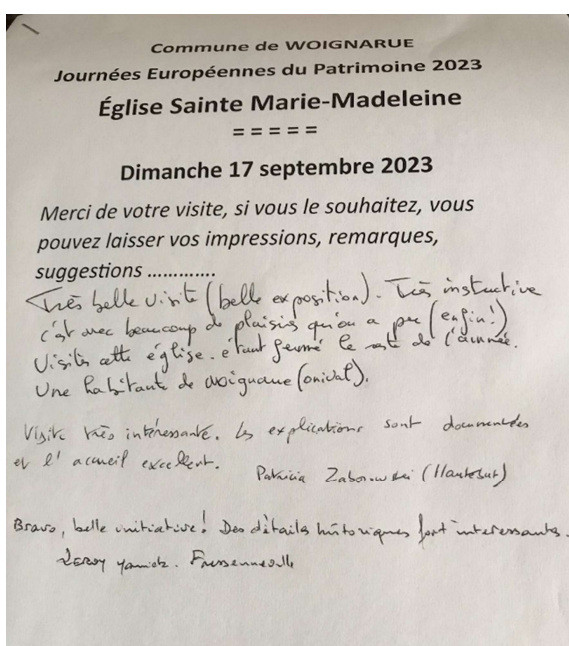 Commune de WOIGNARUE
Journées Européennes du Patrimoine 2023
Église Sainte Marie-Madeleine
=====
Dimanche 17 septembre 2023
Merci de votre visite, si vous le souhaitez, vous
pouvez laisser vos impressions, remarques,
suggestions .............
Très belle visite (belle exposition). Très instructive
c'est avec beaucoup de plaisir qu'on a pu (enfin!)
Visiter cette église. étant fermé le reste de l'année.
Une habitante de Woignarue (onival).
Visite très intéressante. Les explications sont documentées
et l'accueil excellent.
Patricia (Hautebut)
Bravo, belle initiative! Des détails historiques fort intéressants.
LEROY Yannick. Fressenneville